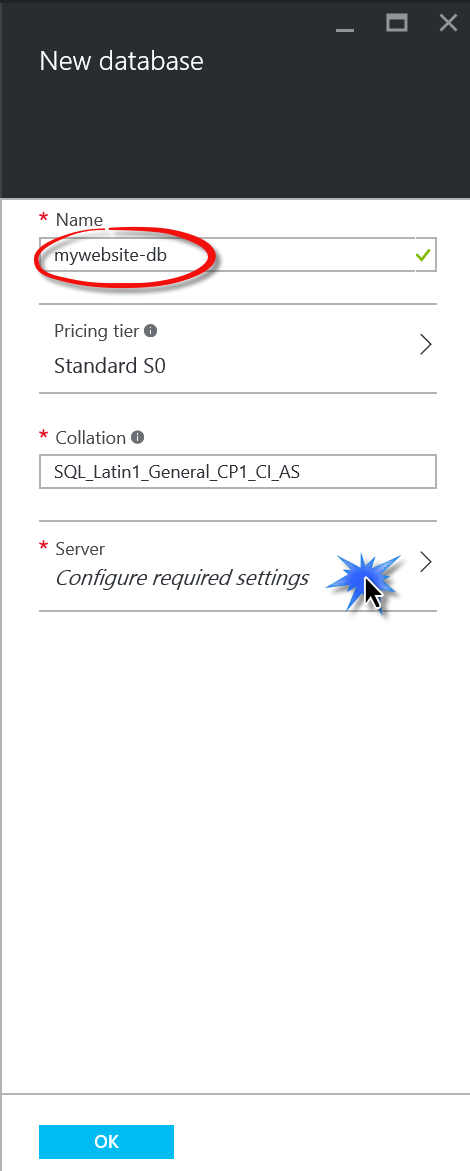 New database
* Name
mywebsite-db
Pricing tier
Standard S0
* Collation
SQL_Latin1_General_CP1_CI_AS
* Server
Configure required settings
OK